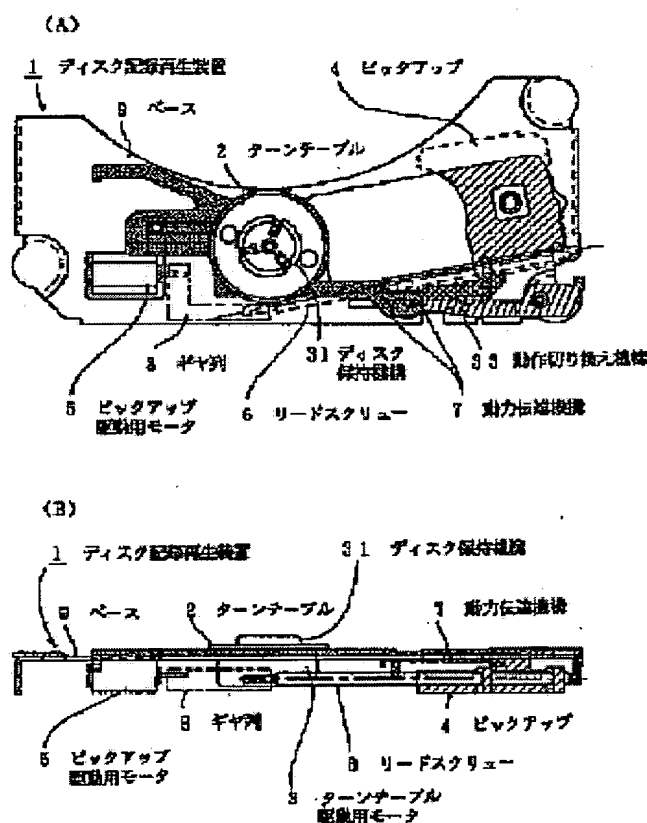 (A)
1 ディスク記録再生装置
4 ピックアップ
9 ベース
2 ターンテーブル
8 ギヤ列
31 ディスク
保持機構
33 動作切り換え機構
5 ピックアップ
駆動用モータ
6 リードスクリュー
7 動力伝達機構
(B)
1 ディスク記録再生装置
31 ディスク保持機構
9 ベース
2 ターンテーブル
7 動力伝達機構
8 ギヤ列
4 ピックアップ
5 ピックアップ
駆動用モータ
6 リードスクリュー
3 ターンテーブル
駆動用モータ